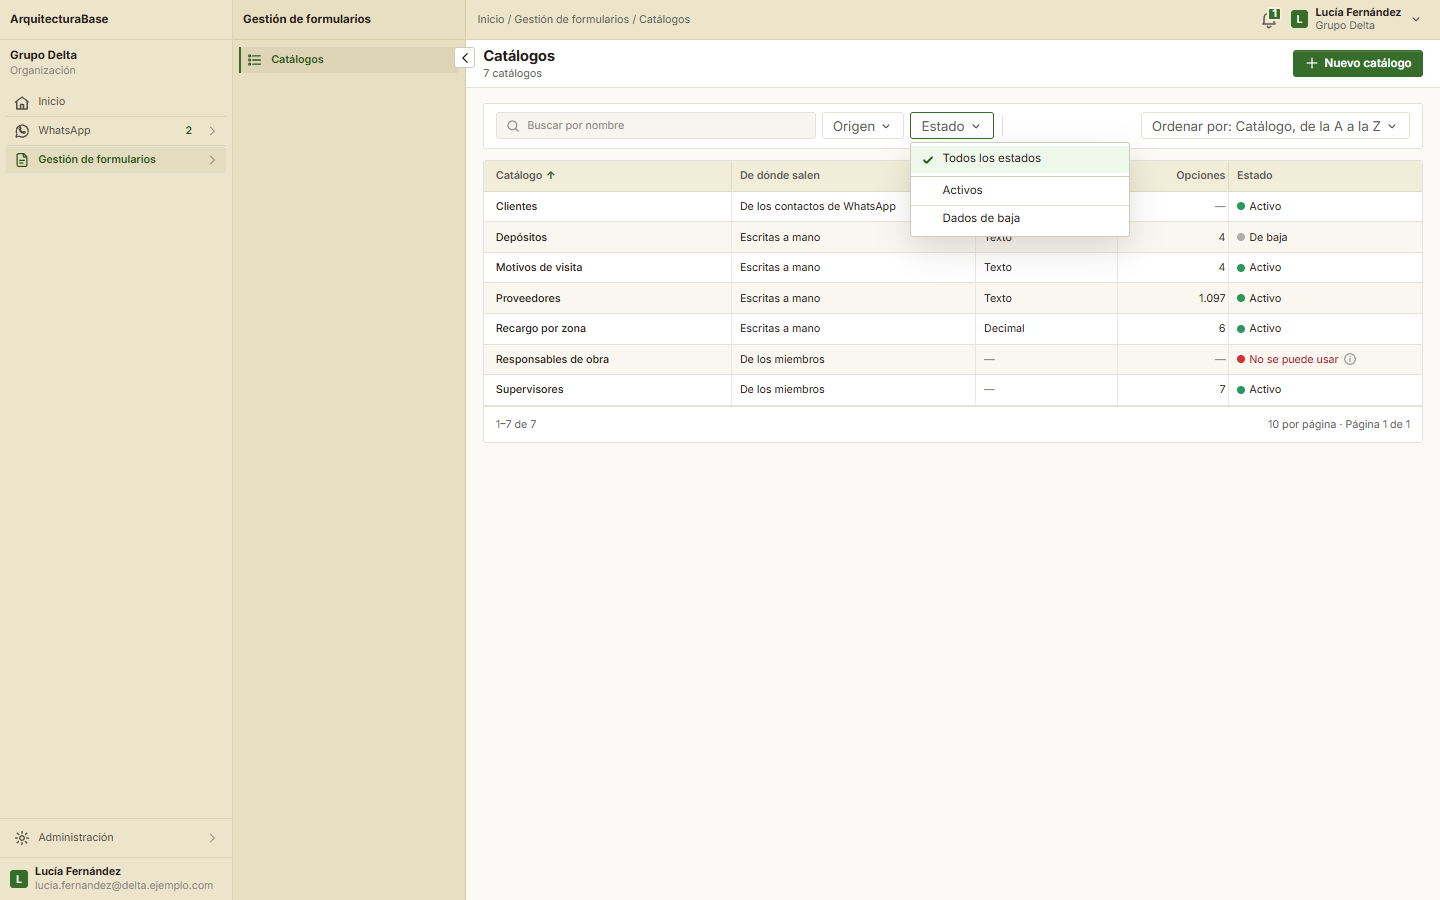 ArquitecturaBase
Grupo Delta
Organización
Inicio
WhatsApp 2
Gestión de formularios
Administración
L
Lucía Fernández
lucia.fernandez@delta.ejemplo.com
Gestión de formularios
Catálogos
Inicio / Gestión de formularios / Catálogos
1
L
Lucía Fernández
Grupo Delta
Catálogos
7 catálogos
Nuevo catálogo
Buscar por nombre
Origen
Estado
Ordenar por: Catálogo, de la A a la Z
Todos los estados
Activos
Dados de baja
Catálogo De dónde salen Opciones Estado
Clientes De los contactos de WhatsApp — Activo
Depósitos Escritas a mano Texto 4 De baja
Motivos de visita Escritas a mano Texto 4 Activo
Proveedores Escritas a mano Texto 1.097 Activo
Recargo por zona Escritas a mano Decimal 6 Activo
Responsables de obra De los miembros — — No se puede usar
Supervisores De los miembros — 7 Activo
1–7 de 7
10 por página · Página 1 de 1